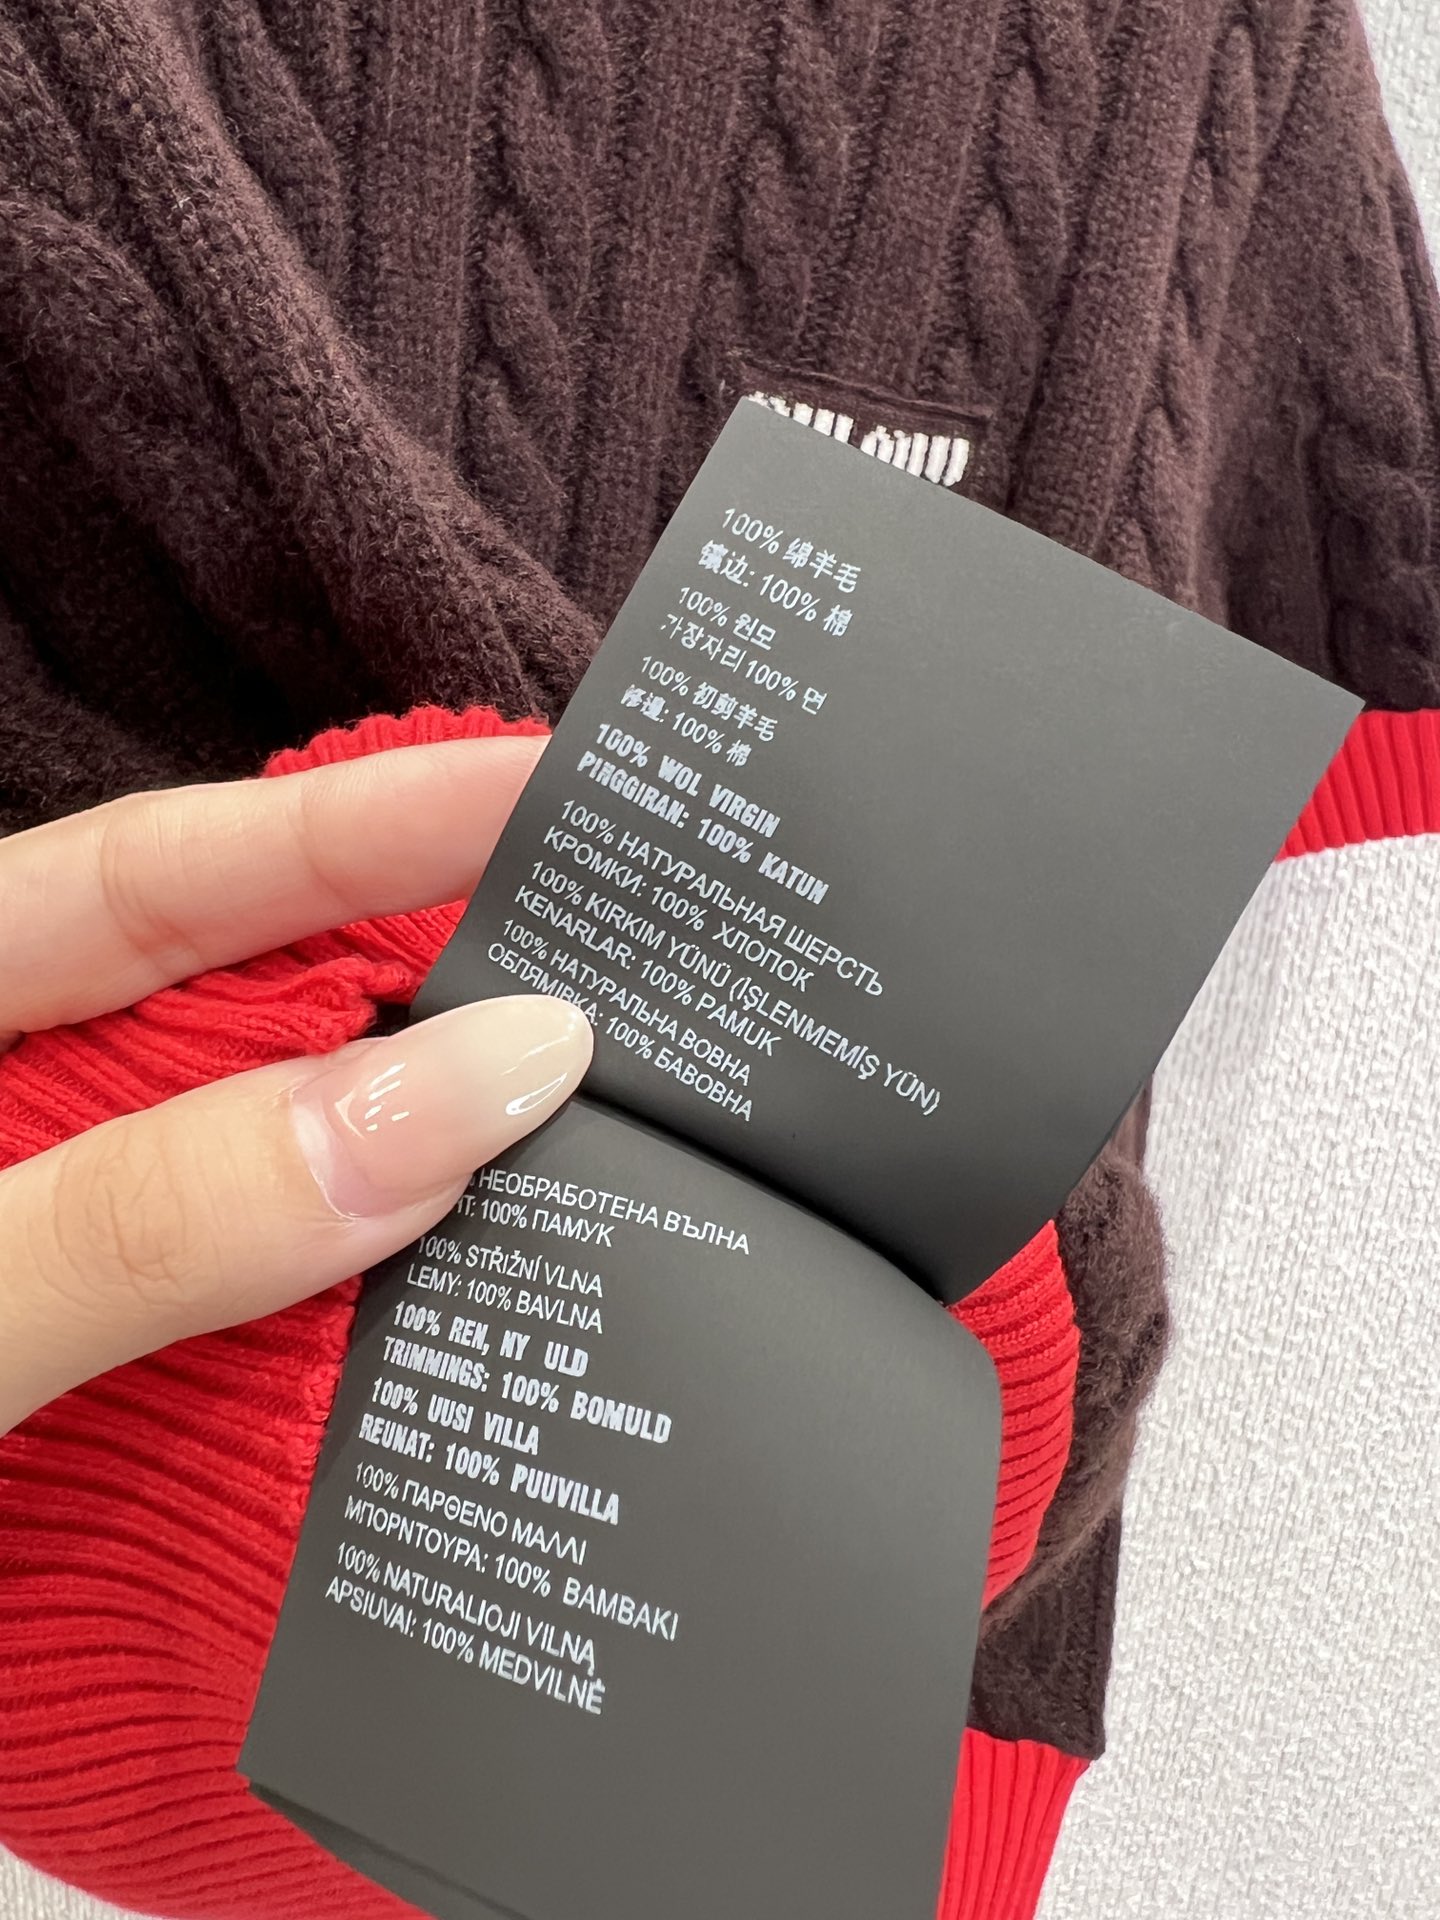 100% 绵羊毛
镶边: 100% 棉
100% 원모
가장자리 100% 면
100% 初剪羊毛
修邊: 100% 棉
100% WOL VIRGIN
PINGGIRAN: 100% KATUN
100% НАТУРАЛЬНАЯ ШЕРСТЬ
КРОМКИ: 100% ХЛОПОК
100% KIRKIM YÜNÜ (İŞLENMEMİŞ YÜN)
KENARLAR: 100% PAMUK
100% НАТУРАЛЬНА ВОВНА
ОБЛЯМІВКА: 100% БАВОВНА
НЕОБРАБОТЕНА ВЪЛНА
100% ПАМУК
100% STŘIŽNÍ VLNA
LEMY: 100% BAVLNA
100% REN, NY ULD
TRIMMINGS: 100% BOMULD
100% UUSI VILLA
REUNAT: 100% PUUVILLA
100% ΠΑΡΘΕΝΟ ΜΑΛΛΙ
ΜΠΟΡΝΤΟΥΡΑ: 100% BAMBAKI
100% NATURALIOJI VILNĄ
APSIUVAI: 100% MEDVILNĖ